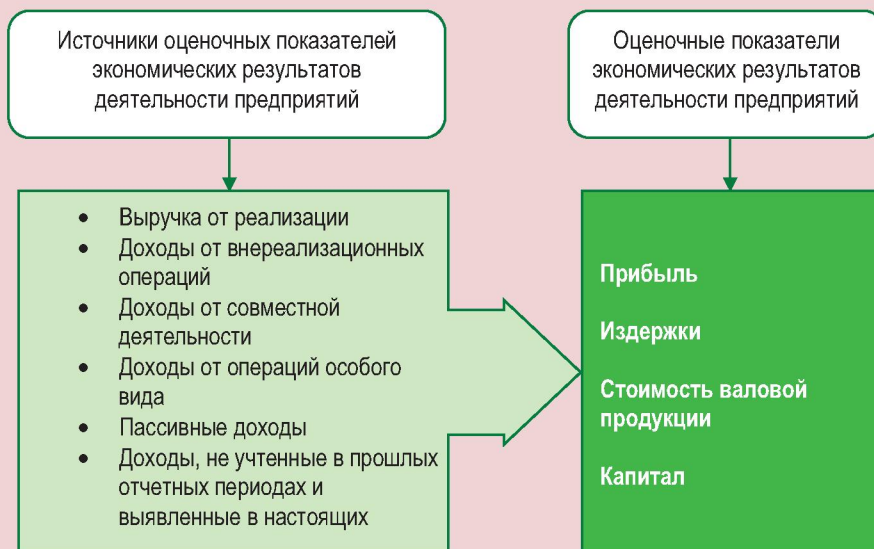 Источники оценочных показателей
экономических результатов
деятельности предприятий
Оценочные показатели
экономических результатов
деятельности предприятий
• Выручка от реализации
• Доходы от внереализационных
операций
• Доходы от совместной
деятельности
• Доходы от операций особого
вида
• Пассивные доходы
• Доходы, не учтенные в прошлых
отчетных периодах и
выявленные в настоящих
Прибыль
Издержки
Стоимость валовой
продукции
Капитал